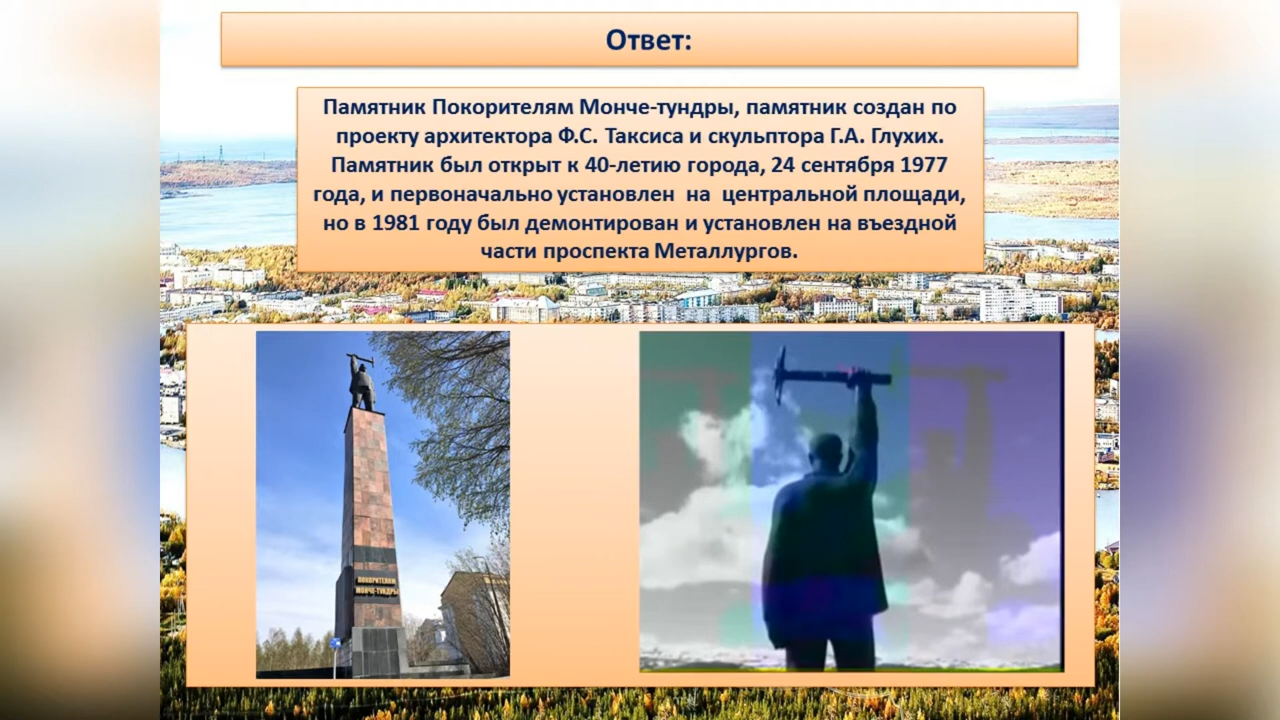 Ответ:
Памятник Покорителям Монче-тундры, памятник создан по
проекту архитектора Ф.С. Таксиса и скульптора Г.А. Глухих.
Памятник был открыт к 40-летию города, 24 сентября 1977
года, и первоначально установлен на центральной площади,
но в 1981 году был демонтирован и установлен на въездной
части проспекта Металлургов.
ПОКОРИТЕЛЯМ
МОНЧЕ-ТУНДРЫ